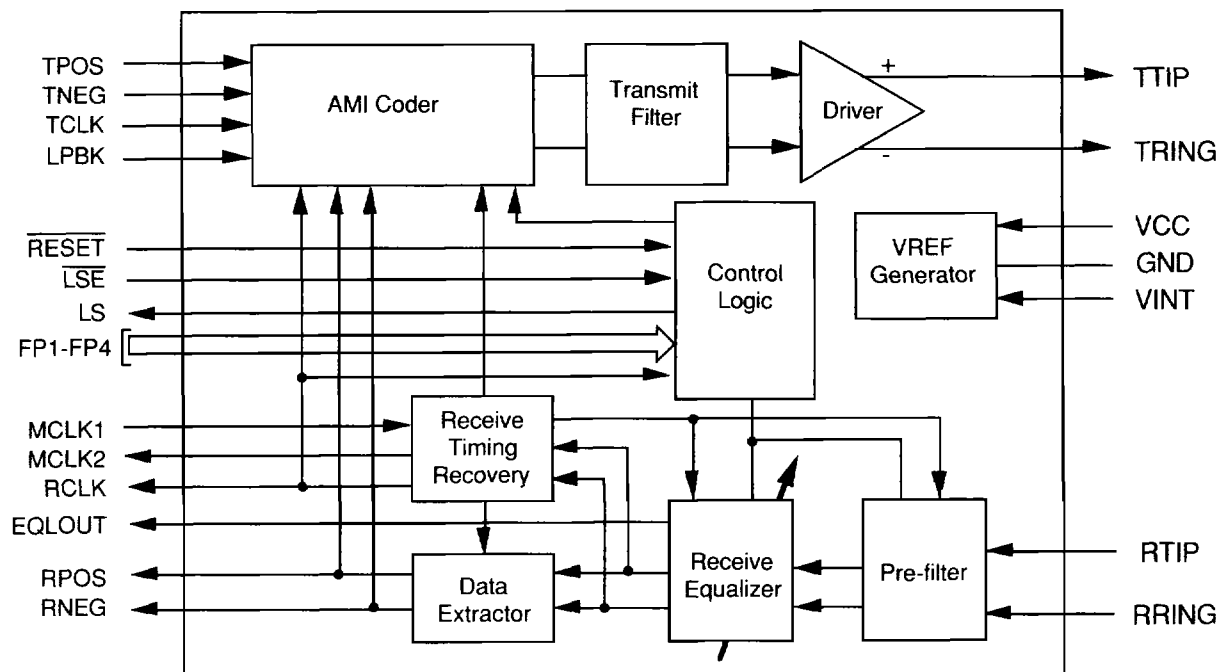 TPOS
TNEG
TCLK
LPBK
AMI Coder
Transmit
Filter
Driver
+
-
TTIP
TRING
RESET
LSE
LS
FP1-FP4
Control
Logic
VREF
Generator
VCC
GND
VINT
MCLK1
MCLK2
RCLK
EQLOUT
RPOS
RNEG
Receive
Timing
Recovery
Data
Extractor
Receive
Equalizer
Pre-filter
RTIP
RRING